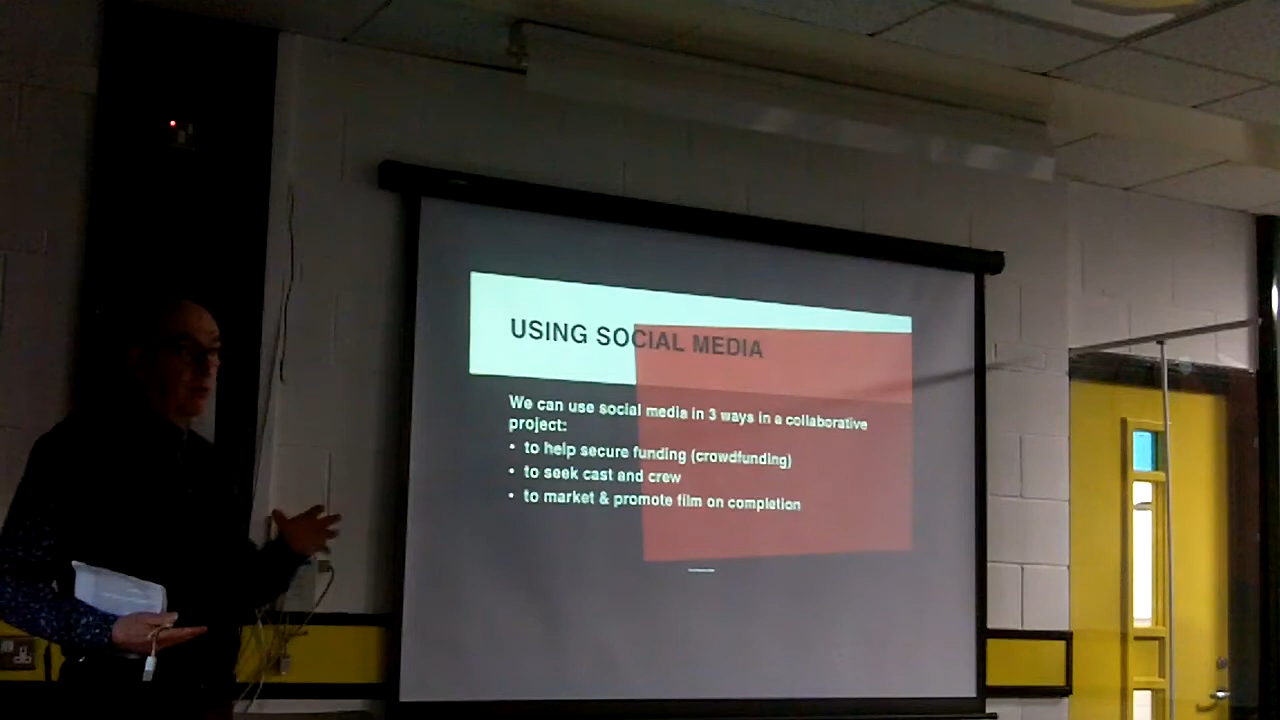 USING SOCIAL MEDIA
We can use social media in 3 ways in a collaborative
project:
• to help secure funding (crowdfunding)
• to seek cast and crew
• to market & promote film on completion